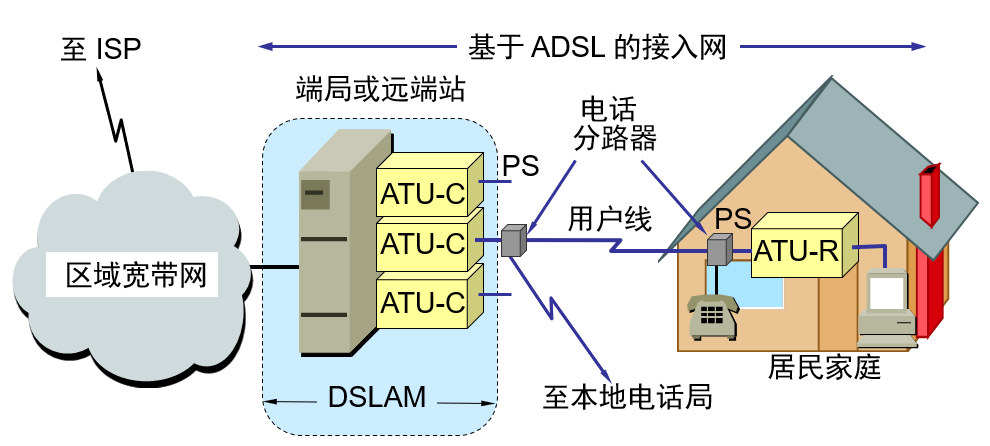 至 ISP
基于 ADSL 的接入网
端局或远端站
电话
分路器
PS
ATU-C
用户线
PS
ATU-C
ATU-R
区域宽带网
ATU-C
居民家庭
DSLAM
至本地电话局